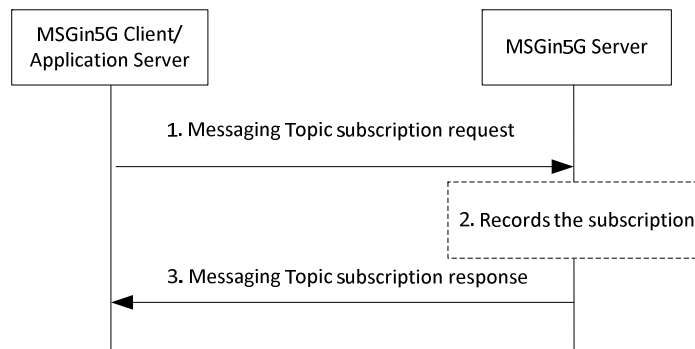 MSGin5G Client/
Application Server
MSGin5G Server
1. Messaging Topic subscription request
2. Records the subscription
3. Messaging Topic subscription response